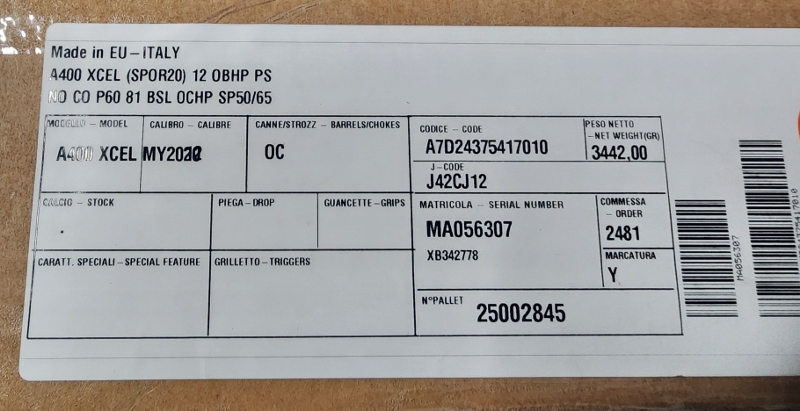 Made in EU–ITALY
A400 XCEL (SPOR20) 12 OBHP PS
NO CO P60 81 BSL OCHP SP50/65
MODELLO – MODEL
CALIBRO – CALIBRE
CANNE/STROZZ – BARRELS/CHOKES
CODICE – CODE
PESO NETTO
–NET WEIGHT(GR)
A400 XCEL
OC
A7D24375417010
3442,00
J–CODE
J42CJ12
CALCIO – STOCK
PIEGA–DROP
GUANCETTE–GRIPS
MATRICOLA – SERIAL NUMBER
COMMESSA
– ORDER
MA056307
2481
XB342778
MARCATURA
Y
CARATT. SPECIALI–SPECIAL FEATURE
GRILLETTO–TRIGGERS
N°PALLET
25002845
MA056307